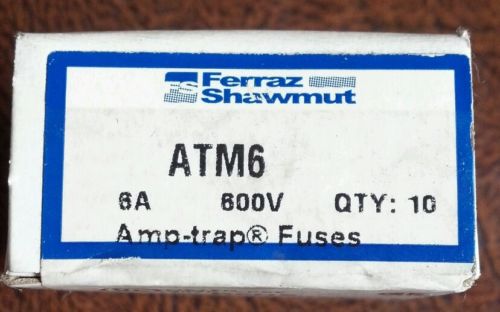 Ferraz
Shawmut
ATM6
6A 600V QTY: 10
Amp-trap® Fuses